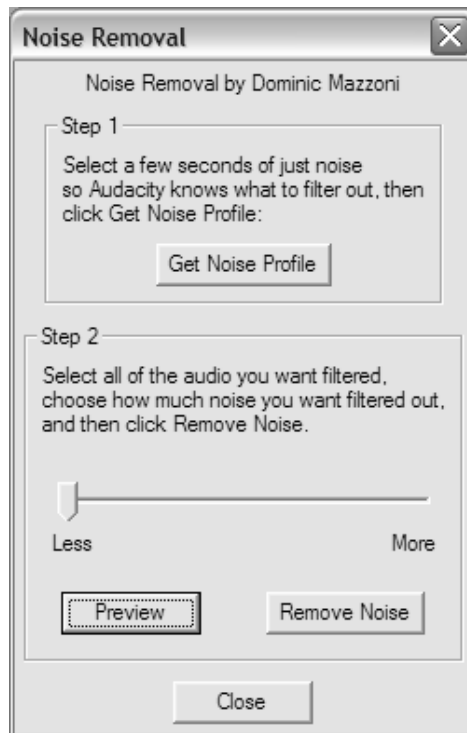 Noise Removal
Noise Removal by Dominic Mazzoni
Step 1
Select a few seconds of just noise
so Audacity knows what to filter out, then
click Get Noise Profile:
Get Noise Profile
Step 2
Select all of the audio you want filtered,
choose how much noise you want filtered out,
and then click Remove Noise.
Less More
Preview Remove Noise
Close